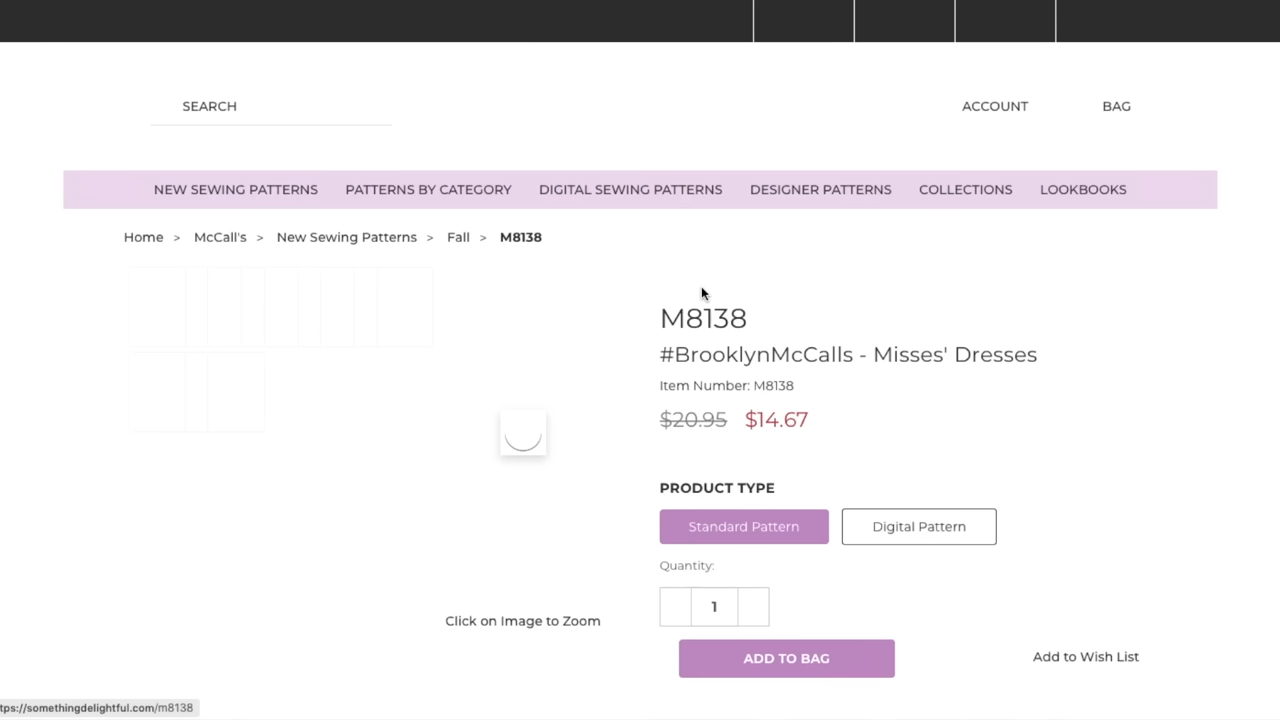 SEARCH
ACCOUNT
BAG
NEW SEWING PATTERNS PATTERNS BY CATEGORY DIGITAL SEWING PATTERNS DESIGNER PATTERNS COLLECTIONS LOOKBOOKS
Home > McCall's > New Sewing Patterns > Fall > M8138
M8138
#BrooklynMcCalls - Misses' Dresses
Item Number: M8138
$20.95 $14.67
PRODUCT TYPE
Standard Pattern Digital Pattern
Quantity:
1
Click on Image to Zoom
ADD TO BAG
Add to Wish List
tps://somethingdelightful.com/m8138